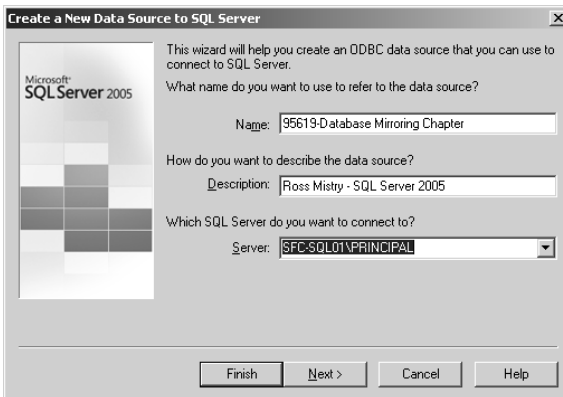 Create a New Data Source to SQL Server
Microsoft
SQL Server 2005
This wizard will help you create an ODBC data source that you can use to
connect to SQL Server.
What name do you want to use to refer to the data source?
Name: 95619-Database Mirroring Chapter
How do you want to describe the data source?
Description: Ross Mistry - SQL Server 2005
Which SQL Server do you want to connect to?
Server: SFC-SQL01\PRINCIPAL
Finish Next > Cancel Help